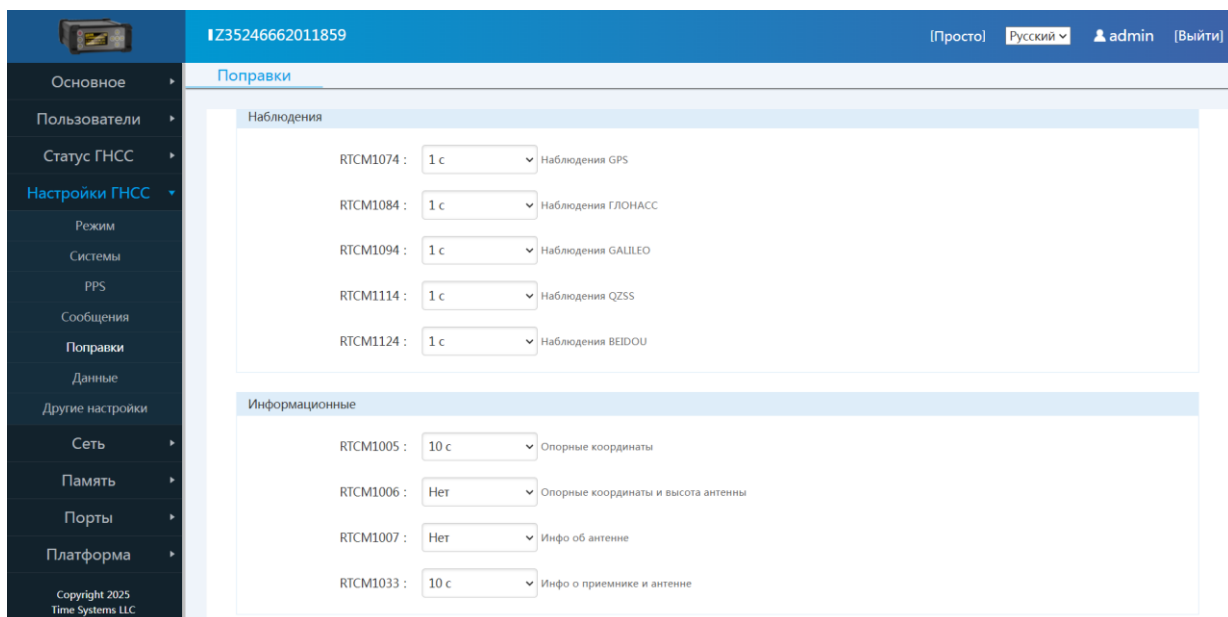 IZ35246662011859
[Просто]
Русский
admin
[Выйти]
Основное
Пользователи
Статус ГНСС
Настройки ГНСС
Режим
Системы
PPS
Сообщения
Поправки
Данные
Другие настройки
Сеть
Память
Порты
Платформа
Copyright 2025
Time Systems LLC
Поправки
Наблюдения
RTCM1074 : 1 с Наблюдения GPS
RTCM1084 : 1 с Наблюдения ГЛОНАСС
RTCM1094 : 1 с Наблюдения GALILEO
RTCM1114 : 1 с Наблюдения QZSS
RTCM1124 : 1 с Наблюдения BEIDOU
Информационные
RTCM1005 : 10 с Опорные координаты
RTCM1006 : Нет Опорные координаты и высота антенны
RTCM1007 : Нет Инфо об антенне
RTCM1033 : 10 с Инфо о приемнике и антенне